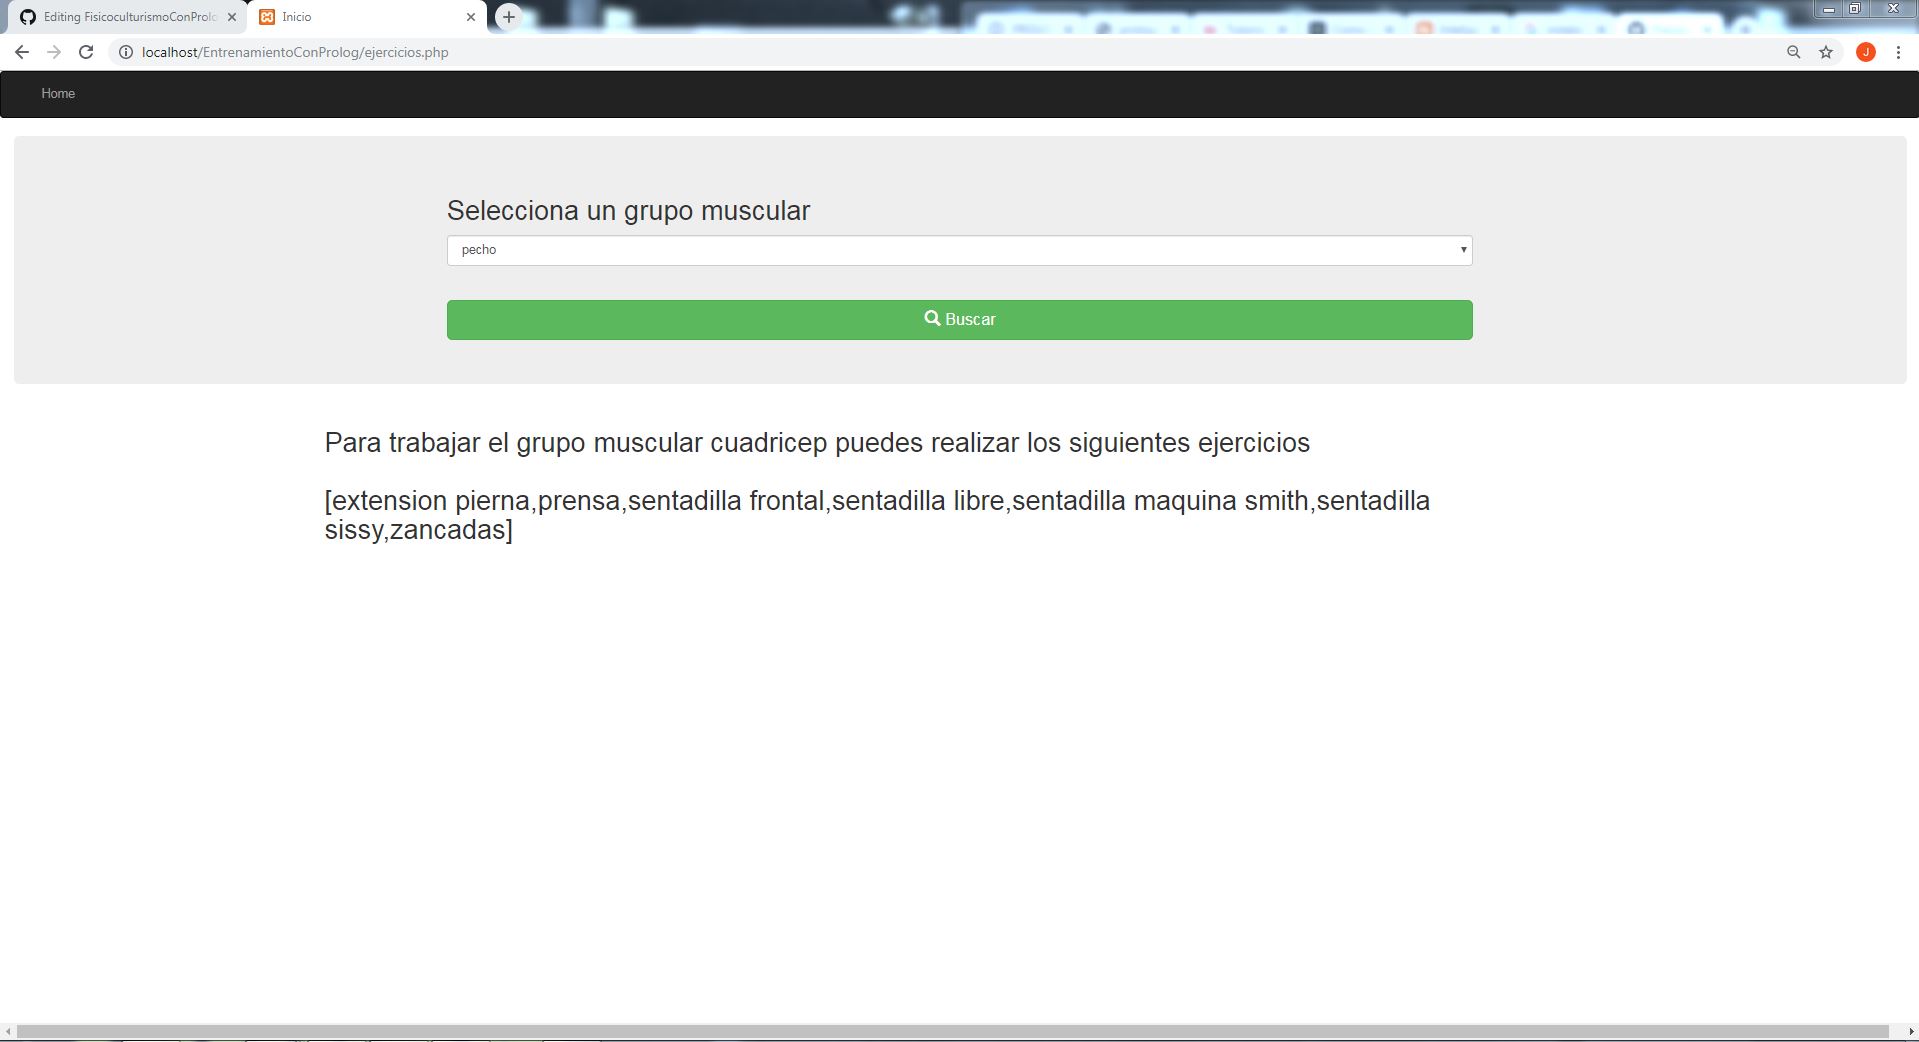 Editing FisicoculturismoConProlo
Inicio
localhost/EntrenamientoConProlog/ejercicios.php
J
Home
Selecciona un grupo muscular
pecho
Buscar
Para trabajar el grupo muscular cuadricep puedes realizar los siguientes ejercicios
[extension pierna,prensa,sentadilla frontal,sentadilla libre,sentadilla maquina smith,sentadilla
sissy,zancadas]